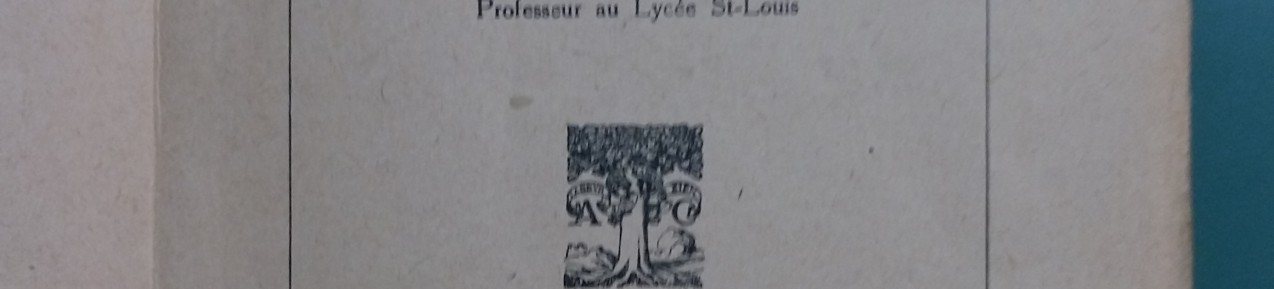 Professeur au Lycée St-Louis
A C